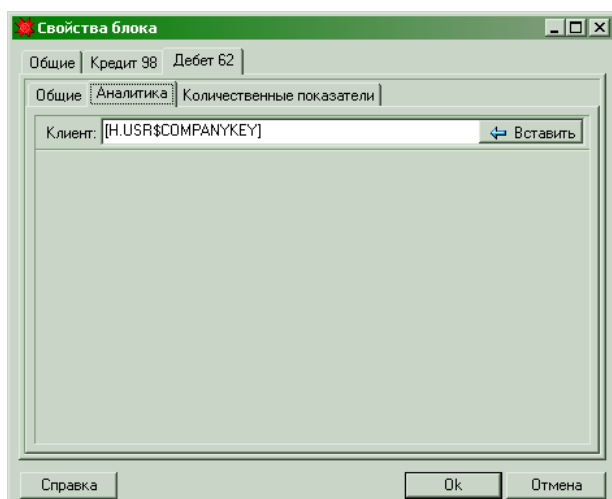 Свойства блока
Общие Кредит 98 Дебет 62
Общие Аналитика Количественные показатели
Клиент: [H.USR$COMPANYKEY] Вставить
Справка Ok Отмена